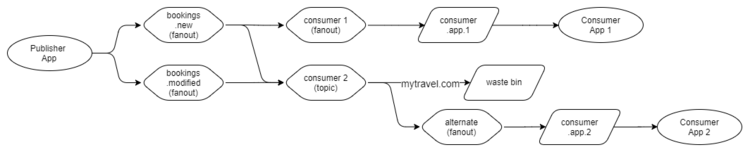 Publisher
App
bookings
.new
(fanout)
bookings
.modified
(fanout)
consumer 1
(fanout)
consumer 2
(topic)
consumer
.app.1
Consumer
App 1
mytravel.com
waste bin
alternate
(fanout)
consumer
.app.2
Consumer
App 2